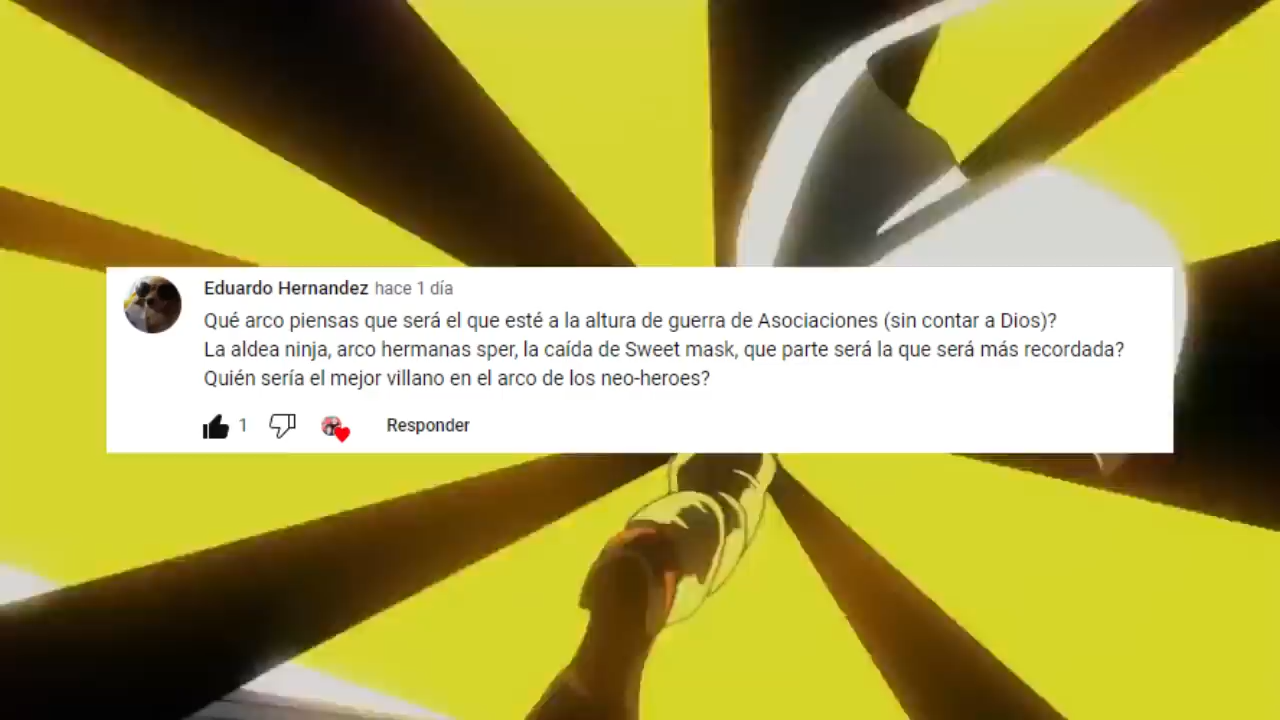 Eduardo Hernandez hace 1 día
Qué arco piensas que será el que esté a la altura de guerra de Asociaciones (sin contar a Dios)?
La aldea ninja, arco hermanas sper, la caída de Sweet mask, que parte será la que será más recordada?
Quién sería el mejor villano en el arco de los neo-heroes?
1 Responder